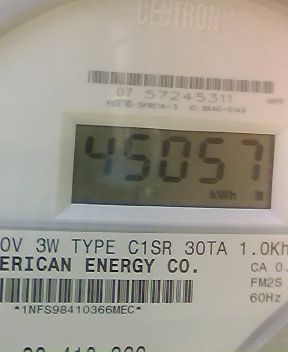 CENTRON®
07 57245311
45057
kWh
0V 3W TYPE C1SR 30TA 1.0Kh
ERICAN ENERGY CO.
CA 0.
FM2S
60Hz
*1NFS98410366MEC*